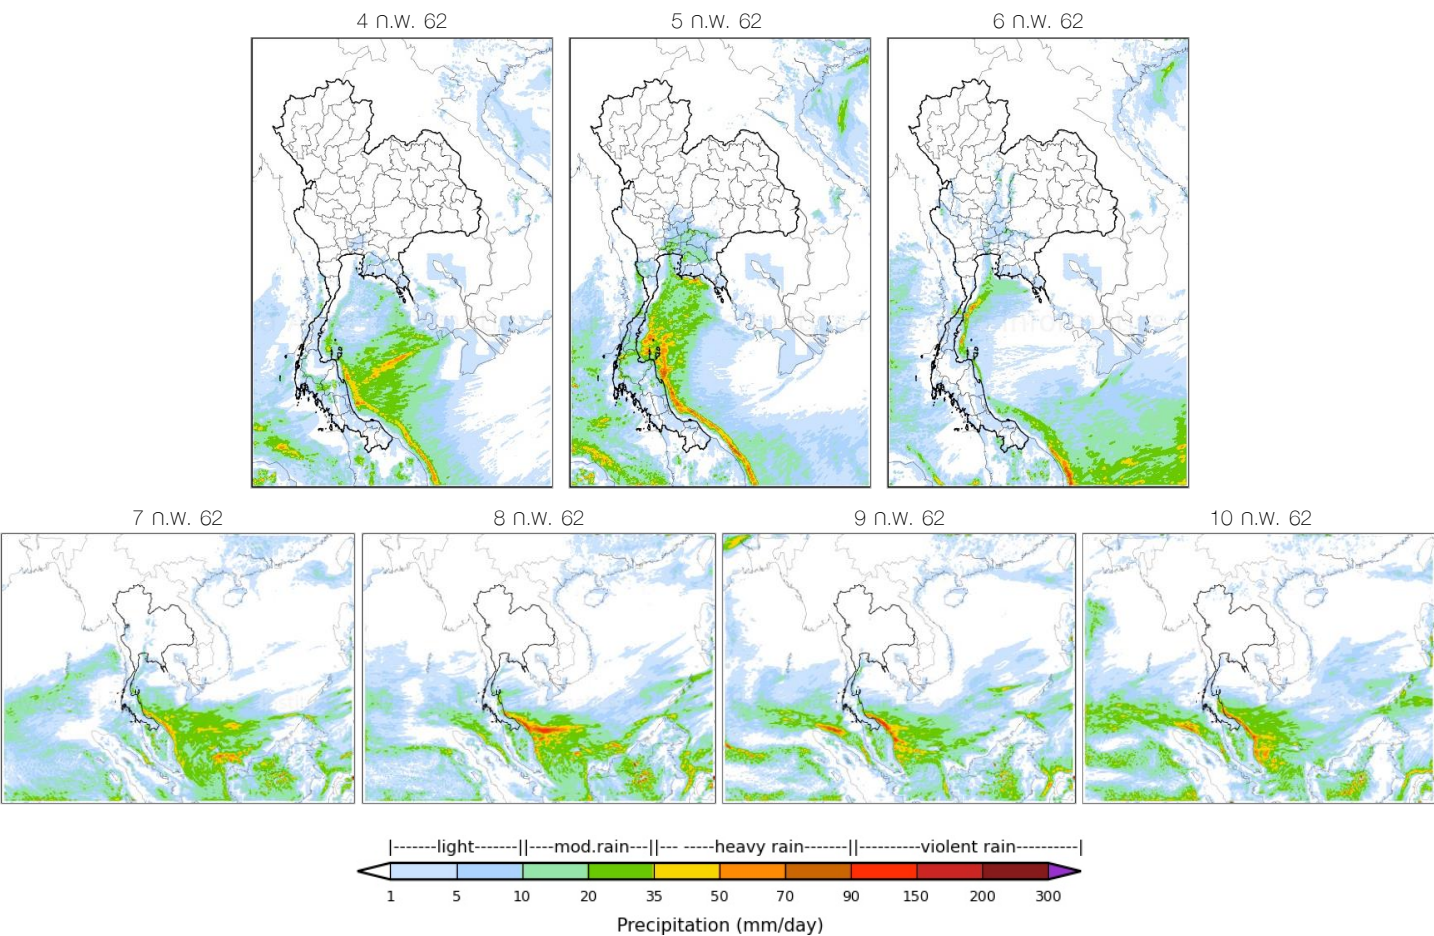 4 ก.พ. 62
5 ก.พ. 62
6 ก.พ. 62
7 ก.พ. 62
8 ก.พ. 62
9 ก.พ. 62
10 ก.พ. 62
|-------light-------||----mod.rain---||--- -----heavy rain-------||----------violent rain-----------|
1 5 10 20 35 50 70 90 150 200 300
Precipitation (mm/day)